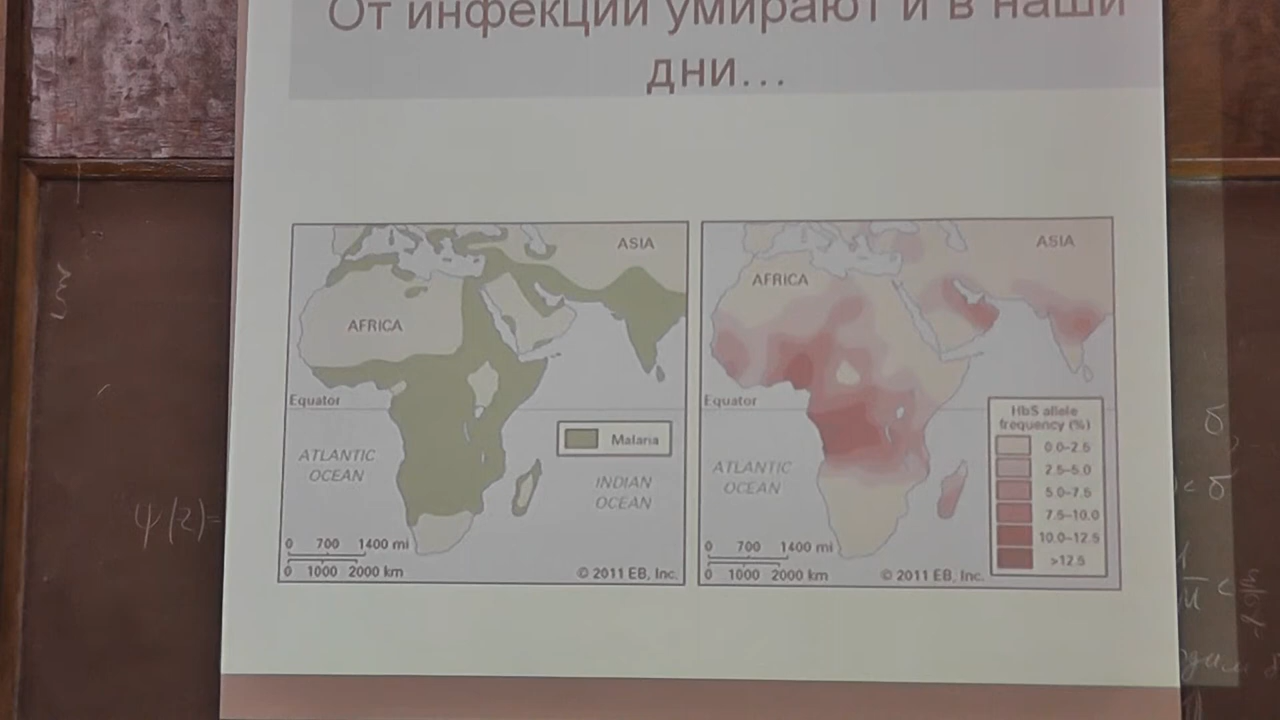 От инфекции умирают и в наши
дни...
ASIA
AFRICA
Equator
ATLANTIC
OCEAN
Malaria
INDIAN
OCEAN
0 700 1400 mi
0 1000 2000 km
© 2011 EB, Inc.
ASIA
AFRICA
Equator
ATLANTIC
OCEAN
HbS allele
frequency (%)
0.0–2.5
2.5–5.0
5.0–7.5
7.5–10.0
10.0–12.5
>12.5
0 700 1400 mi
0 1000 2000 km
© 2011 EB, Inc.
ψ(z)=